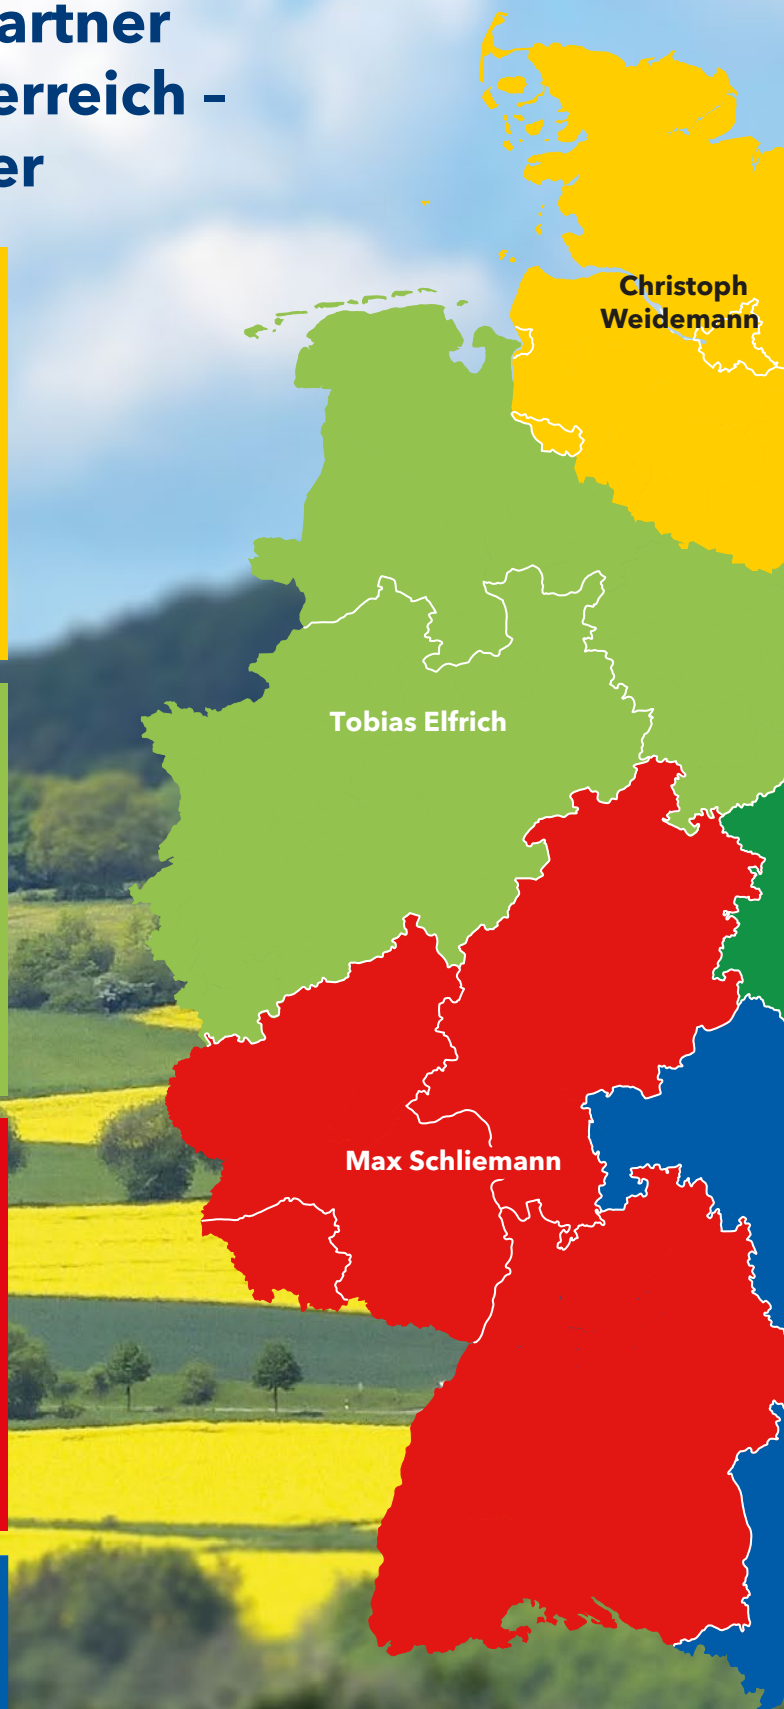 artner
erreich –
er
Christoph
Weidemann
Tobias Elfrich
Max Schliemann